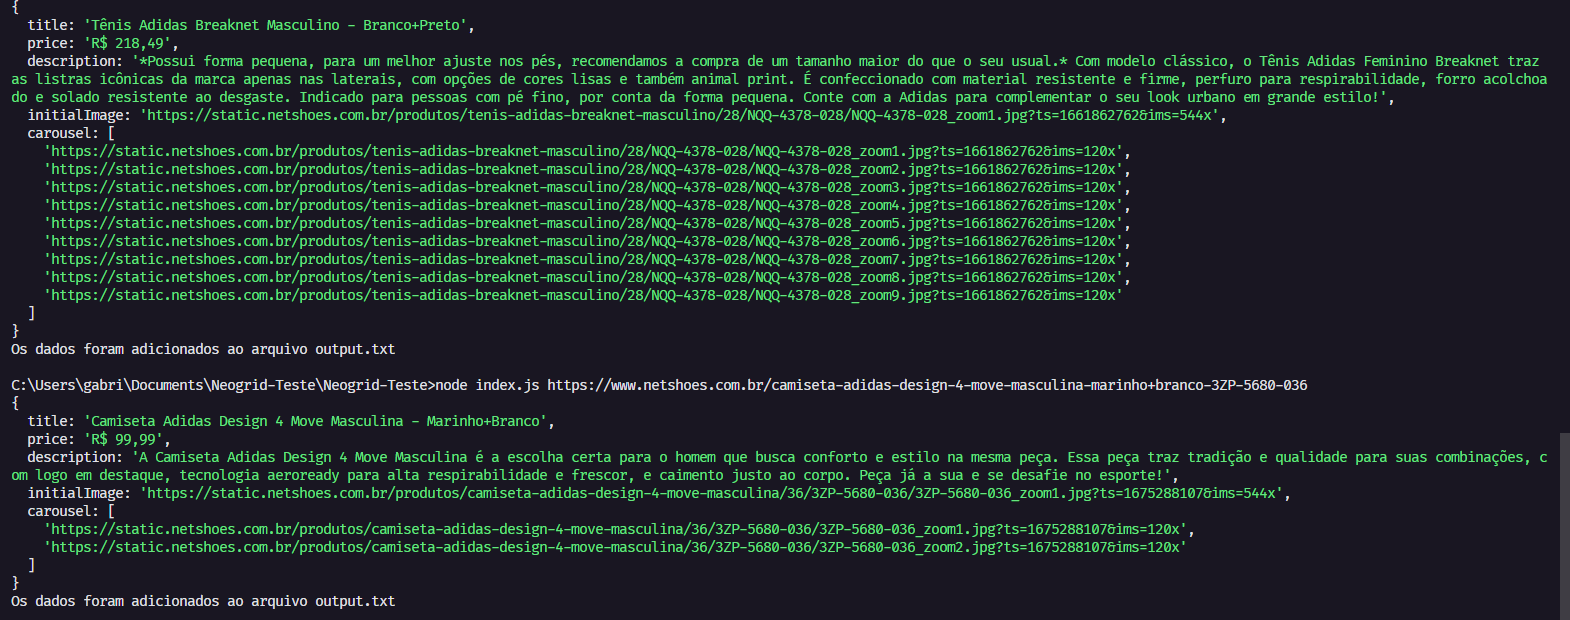 {
  title: 'Tênis Adidas Breaknet Masculino - Branco+Preto',
  price: 'R$ 218,49',
  description: '*Possui forma pequena, para um melhor ajuste nos pés, recomendamos a compra de um tamanho maior do que o seu usual.* Com modelo clássico, o Tênis Adidas Feminino Breaknet traz
as listras icônicas da marca apenas nas laterais, com opções de cores lisas e também animal print. É confeccionado com material resistente e firme, perfuro para respirabilidade, forro acolchoa
do e solado resistente ao desgaste. Indicado para pessoas com pé fino, por conta da forma pequena. Conte com a Adidas para complementar o seu look urbano em grande estilo!',
  initialImage: 'https://static.netshoes.com.br/produtos/tenis-adidas-breaknet-masculino/28/NQQ-4378-028/NQQ-4378-028_zoom1.jpg?ts=1661862762&ims=544x',
  carousel: [
    'https://static.netshoes.com.br/produtos/tenis-adidas-breaknet-masculino/28/NQQ-4378-028/NQQ-4378-028_zoom1.jpg?ts=1661862762&ims=120x',
    'https://static.netshoes.com.br/produtos/tenis-adidas-breaknet-masculino/28/NQQ-4378-028/NQQ-4378-028_zoom2.jpg?ts=1661862762&ims=120x',
    'https://static.netshoes.com.br/produtos/tenis-adidas-breaknet-masculino/28/NQQ-4378-028/NQQ-4378-028_zoom3.jpg?ts=1661862762&ims=120x',
    'https://static.netshoes.com.br/produtos/tenis-adidas-breaknet-masculino/28/NQQ-4378-028/NQQ-4378-028_zoom4.jpg?ts=1661862762&ims=120x',
    'https://static.netshoes.com.br/produtos/tenis-adidas-breaknet-masculino/28/NQQ-4378-028/NQQ-4378-028_zoom5.jpg?ts=1661862762&ims=120x',
    'https://static.netshoes.com.br/produtos/tenis-adidas-breaknet-masculino/28/NQQ-4378-028/NQQ-4378-028_zoom6.jpg?ts=1661862762&ims=120x',
    'https://static.netshoes.com.br/produtos/tenis-adidas-breaknet-masculino/28/NQQ-4378-028/NQQ-4378-028_zoom7.jpg?ts=1661862762&ims=120x',
    'https://static.netshoes.com.br/produtos/tenis-adidas-breaknet-masculino/28/NQQ-4378-028/NQQ-4378-028_zoom8.jpg?ts=1661862762&ims=120x',
    'https://static.netshoes.com.br/produtos/tenis-adidas-breaknet-masculino/28/NQQ-4378-028/NQQ-4378-028_zoom9.jpg?ts=1661862762&ims=120x'
  ]
}
Os dados foram adicionados ao arquivo output.txt

C:\Users\gabri\Documents\Neogrid-Teste\Neogrid-Teste>node index.js https://www.netshoes.com.br/camiseta-adidas-design-4-move-masculina-marinho+branco-3ZP-5680-036
{
  title: 'Camiseta Adidas Design 4 Move Masculina - Marinho+Branco',
  price: 'R$ 99,99',
  description: 'A Camiseta Adidas Design 4 Move Masculina é a escolha certa para o homem que busca conforto e estilo na mesma peça. Essa peça traz tradição e qualidade para suas combinações, c
om logo em destaque, tecnologia aeroready para alta respirabilidade e frescor, e caimento justo ao corpo. Peça já a sua e se desafie no esporte!',
  initialImage: 'https://static.netshoes.com.br/produtos/camiseta-adidas-design-4-move-masculina/36/3ZP-5680-036/3ZP-5680-036_zoom1.jpg?ts=1675288107&ims=544x',
  carousel: [
    'https://static.netshoes.com.br/produtos/camiseta-adidas-design-4-move-masculina/36/3ZP-5680-036/3ZP-5680-036_zoom1.jpg?ts=1675288107&ims=120x',
    'https://static.netshoes.com.br/produtos/camiseta-adidas-design-4-move-masculina/36/3ZP-5680-036/3ZP-5680-036_zoom2.jpg?ts=1675288107&ims=120x'
  ]
}
Os dados foram adicionados ao arquivo output.txt